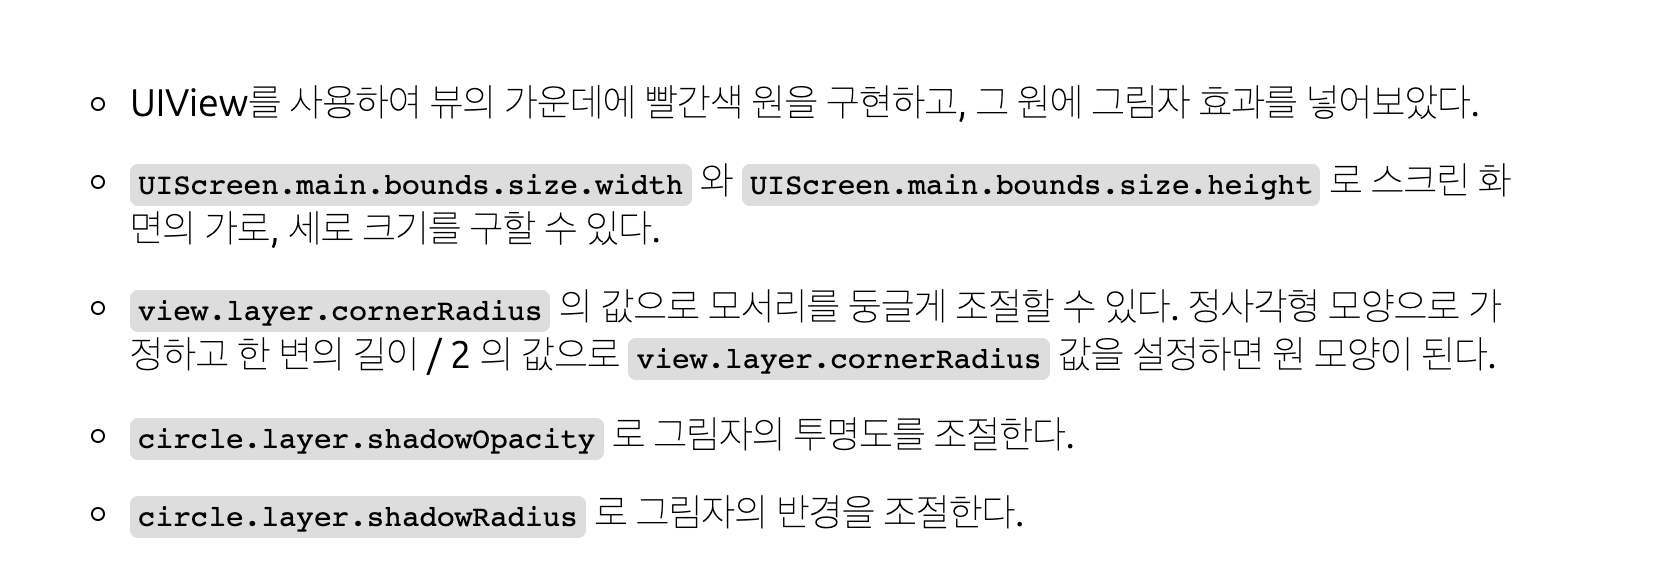 UIView를 사용하여 뷰의 가운데에 빨간색 원을 구현하고, 그 원에 그림자 효과를 넣어보았다.
UIScreen.main.bounds.size.width 와 UIScreen.main.bounds.size.height 로 스크린 화
면의 가로, 세로 크기를 구할 수 있다.
view.layer.cornerRadius 의 값으로 모서리를 둥글게 조절할 수 있다. 정사각형 모양으로 가
정하고 한 변의 길이 / 2 의 값으로 view.layer.cornerRadius 값을 설정하면 원 모양이 된다.
circle.layer.shadowOpacity 로 그림자의 투명도를 조절한다.
circle.layer.shadowRadius 로 그림자의 반경을 조절한다.